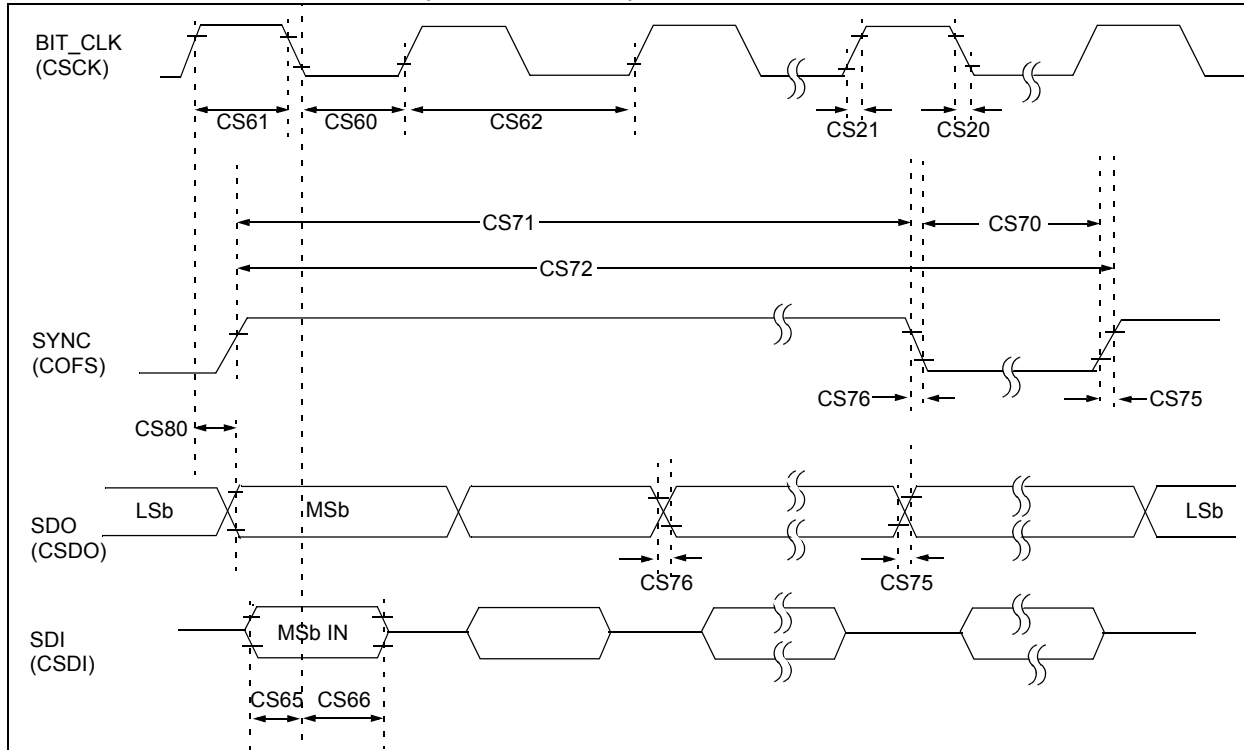 BIT_CLK
(CSCK)
CS61
CS60
CS62
CS21
CS20
CS71
CS70
CS72
SYNC
(COFS)
CS76
CS75
CS80
LSb
MSb
LSb
SDO
(CSDO)
CS76
CS75
MSb IN
SDI
(CSDI)
CS65
CS66